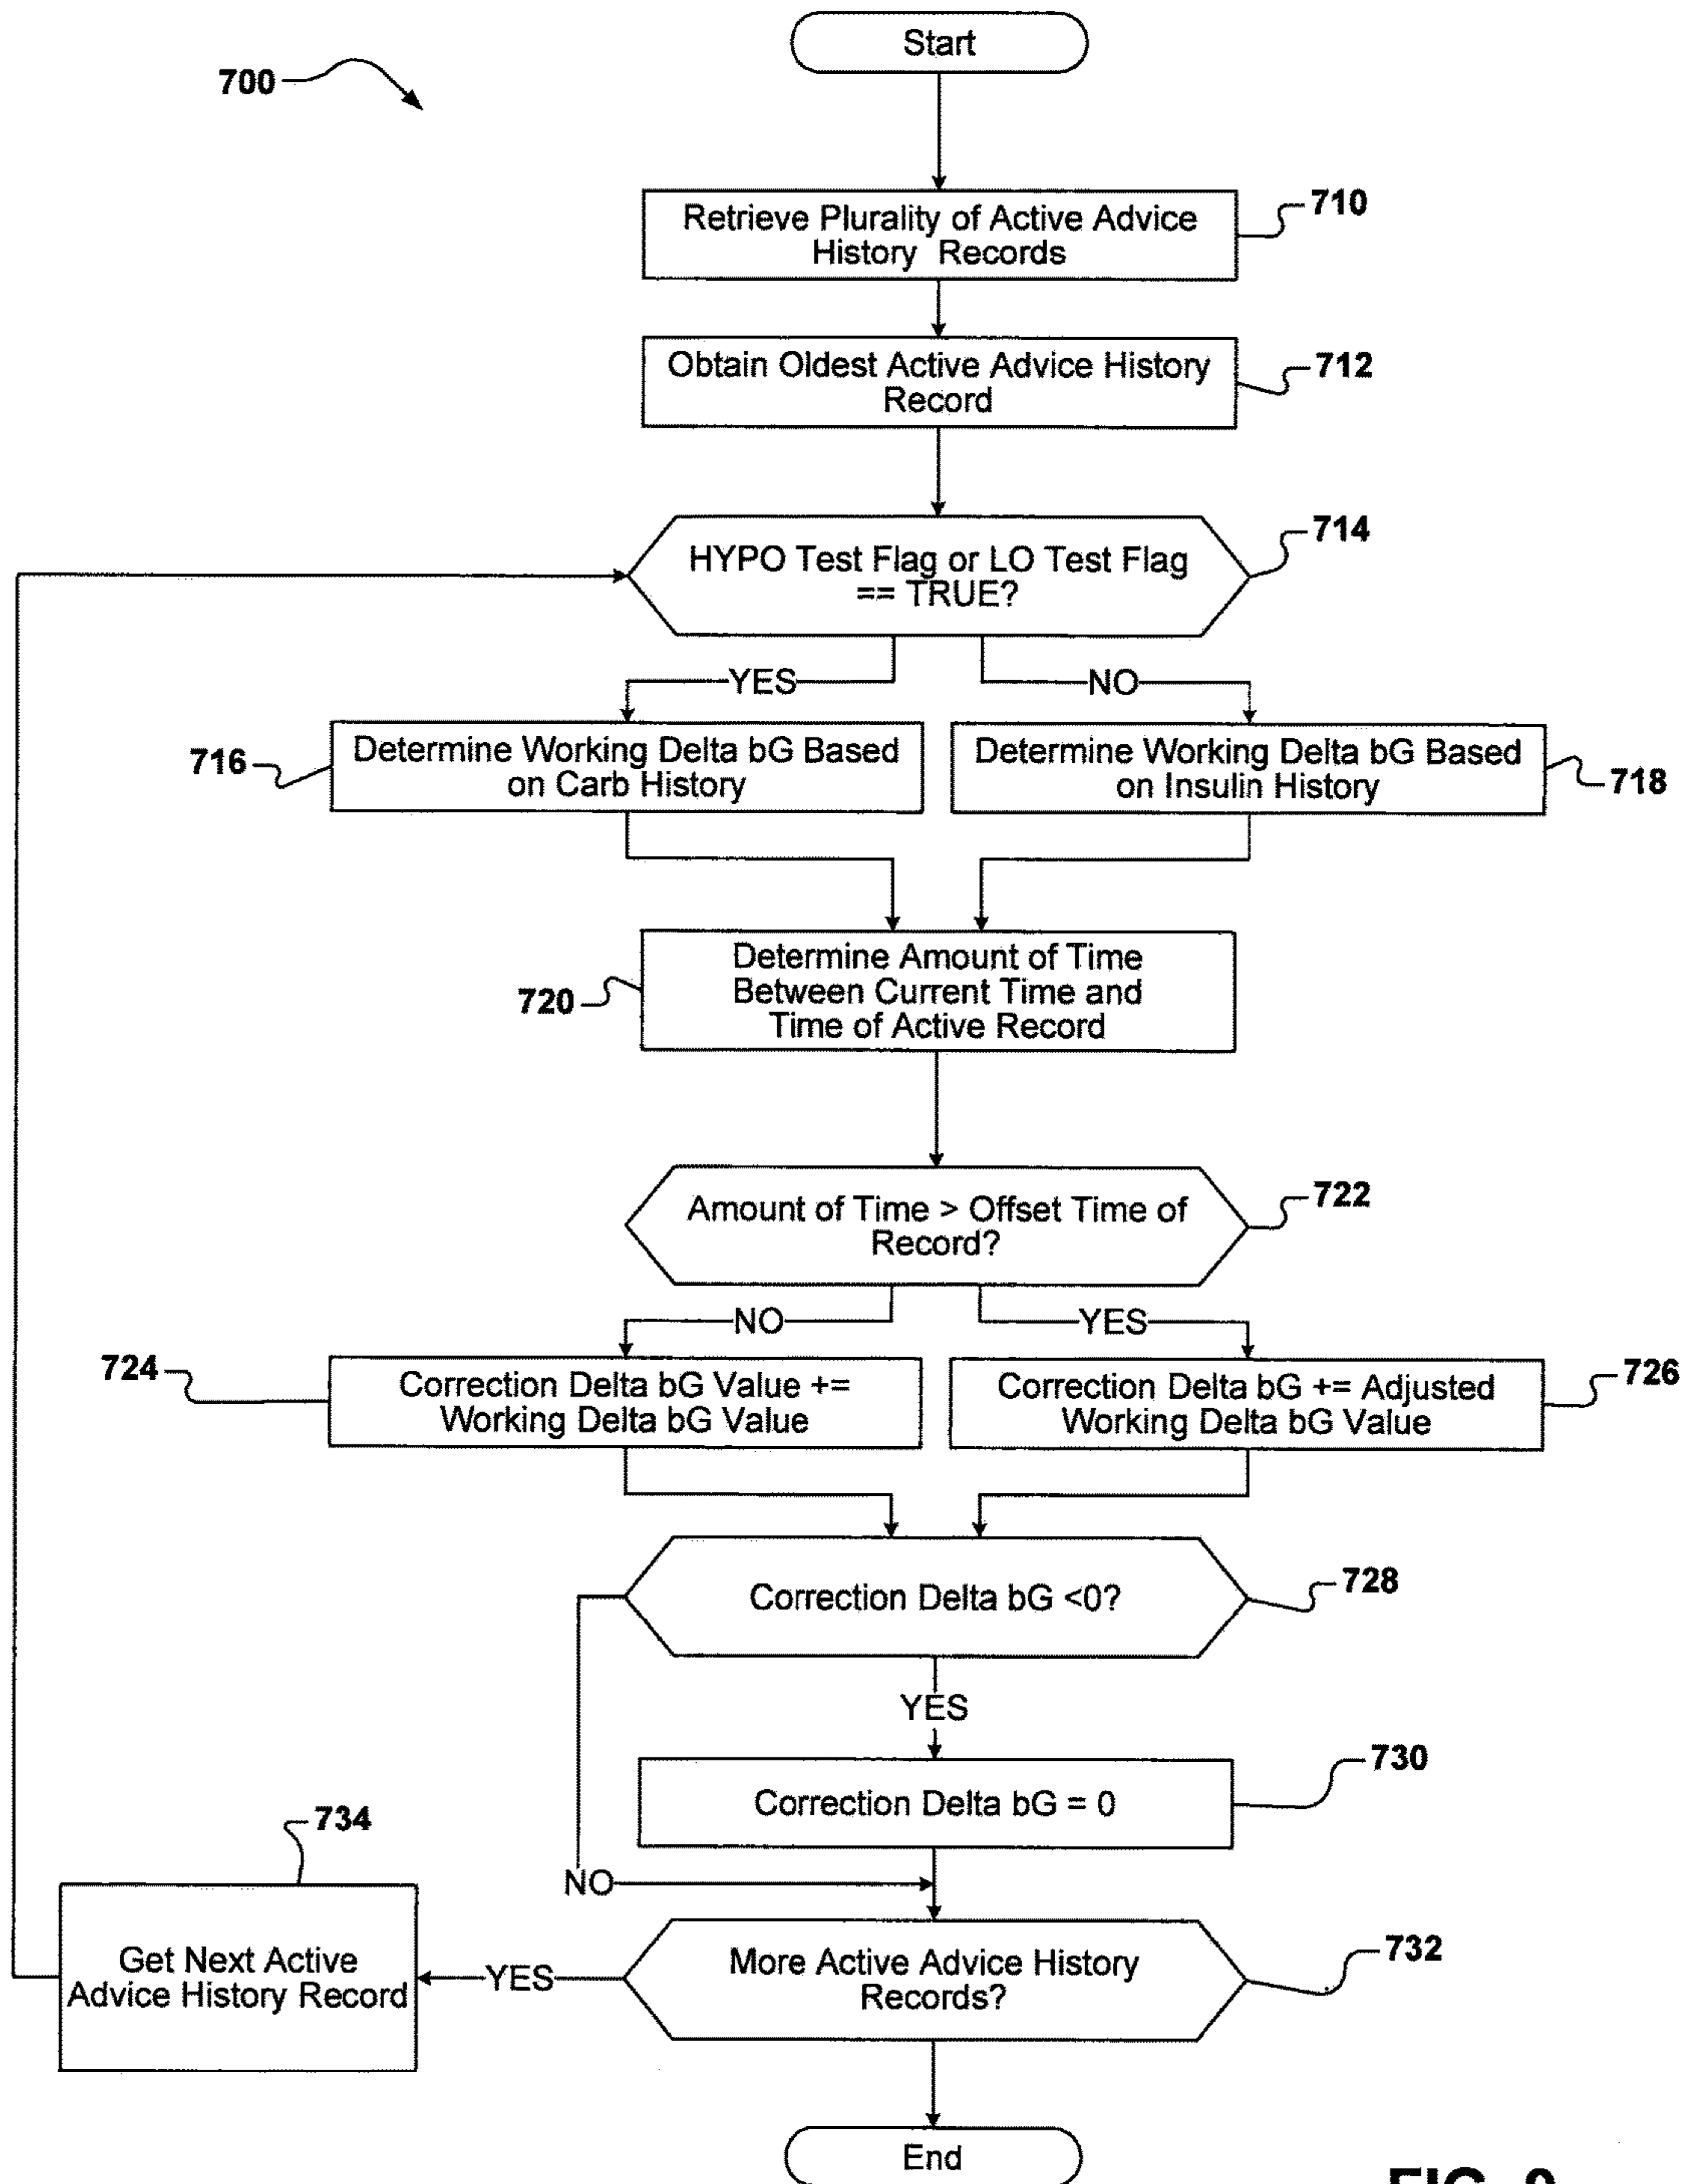 Start
700
Retrieve Plurality of Active Advice
History Records
710
Obtain Oldest Active Advice History
Record
712
HYPO Test Flag or LO Test Flag
== TRUE?
714
YES
NO
716
Determine Working Delta bG Based
on Carb History
Determine Working Delta bG Based
on Insulin History
718
Determine Amount of Time
Between Current Time and
Time of Active Record
720
Amount of Time > Offset Time of
Record?
722
NO
YES
724
Correction Delta bG Value +=
Working Delta bG Value
Correction Delta bG += Adjusted
Working Delta bG Value
726
Correction Delta bG <0?
728
YES
Correction Delta bG = 0
730
NO
734
Get Next Active
Advice History Record
YES
More Active Advice History
Records?
732
End